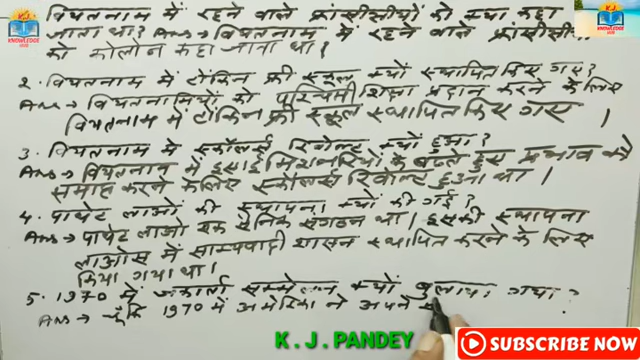 वियतनाम में रहने वाले फ्रांसीसीयों को क्या कहा
जाता था? Ans → वियतनाम में रहने वाले फ्रांसीसीयों
को कोलोन कहा जाता था।
2. वियतनाम में टोंकिन फ्री स्कूल क्यों स्थापित किए गए?
Ans → वियतनामियों को पश्चिमी शिक्षा प्रदान करने के लिए
वियतनाम में टोंकिन फ्री स्कूल स्थापित किए गए।
3. वियतनाम में स्कॉलर्स रिवोल्ट क्यों हुआ?
Ans → वियतनाम में इसाई मिशनरियों के बढ़ते हुए प्रभाव को
समाप्त करने के लिए स्कॉलर्स रिवोल्ट हुआ था।
4. पाथेट लाओ की स्थापना क्यों की गई?
Ans → पाथेट लाओ एक सैनिक संगठन था। इसकी स्थापना
लाओस में साम्यवादी शासन स्थापित करने के लिए
किया गया था।
5. 1970 में जकार्ता सम्मेलन क्यों बुलाया गया?
Ans → चूँकि 1970 में अमेरिका ने अपने
K . J . PANDEY
SUBSCRIBE
KNOWLEDGE
KNOWLEDGE